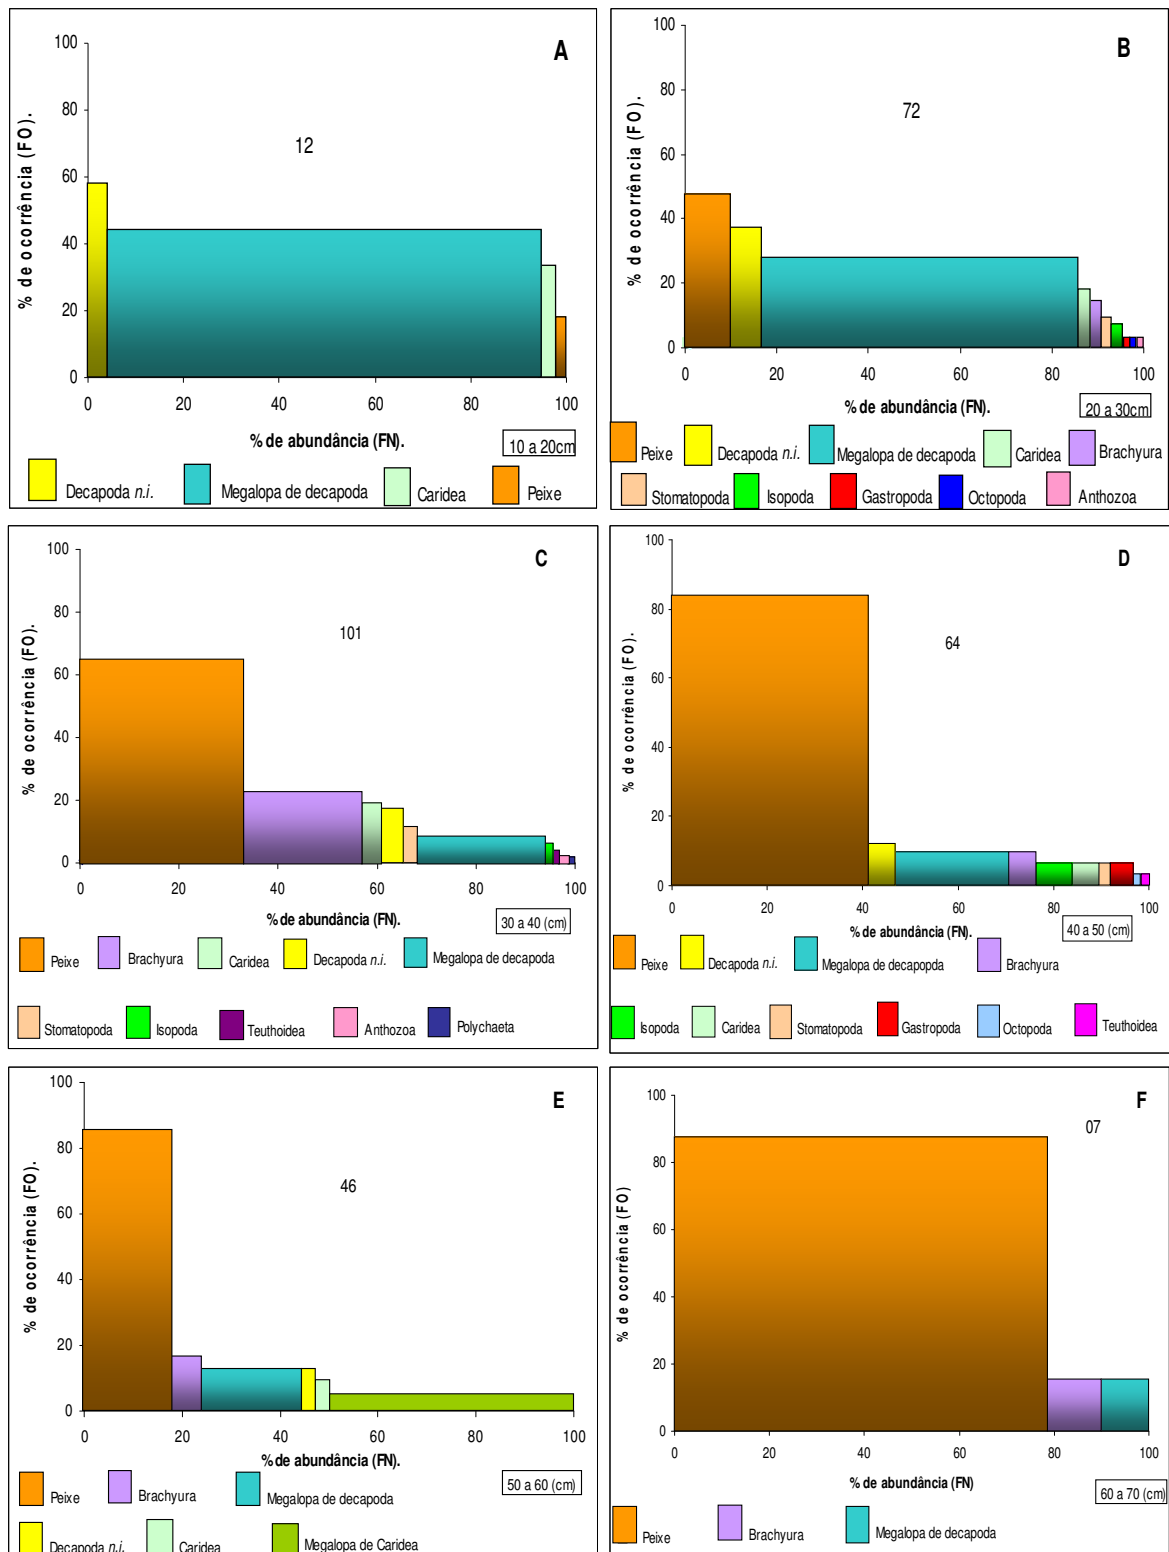 A
% de ocorrência (FO).
100
80
60
40
20
0
12
0 20 40 60 80 100
% de abundância (FN).
10 a 20cm
Decapoda n.i. Megalopa de decapoda Caridea Peixe
B
% de ocorrência (FO).
100
80
60
40
20
0
72
0 20 40 60 80 100
% de abundância (FN).
20 a 30cm
Peixe Decapoda n.i. Megalopa de decapoda Caridea Brachyura
Stomatopoda Isopoda Gastropoda Octopoda Anthozoa
C
% de ocorrência (FO).
100
80
60
40
20
0
101
0 20 40 60 80 100
% de abundância (FN).
30 a 40 (cm)
Peixe Brachyura Caridea Decapoda n.i. Megalopa de decapoda
Stomatopoda Isopoda Teuthoidea Anthozoa Polychaeta
D
% de ocorrência (FO).
100
80
60
40
20
0
64
0 20 40 60 80 100
% de abundância (FN).
40 a 50 (cm)
Peixe Decapoda n.i. Megalopa de decapopda Brachyura
Isopoda Caridea Stomatopoda Gastropoda Octopoda Teuthoidea
E
% de ocorrência (FO).
100
80
60
40
20
0
46
0 20 40 60 80 100
% de abundância (FN).
50 a 60 (cm)
Peixe Brachyura Megalopa de decapoda
Decapoda n.i. Caridea Megalopa de Caridea
F
% de ocorrência (FO)
100
80
60
40
20
0
07
0 20 40 60 80 100
% de abundância (FN)
60 a 70 (cm)
Peixe Brachyura Megalopa de decapoda